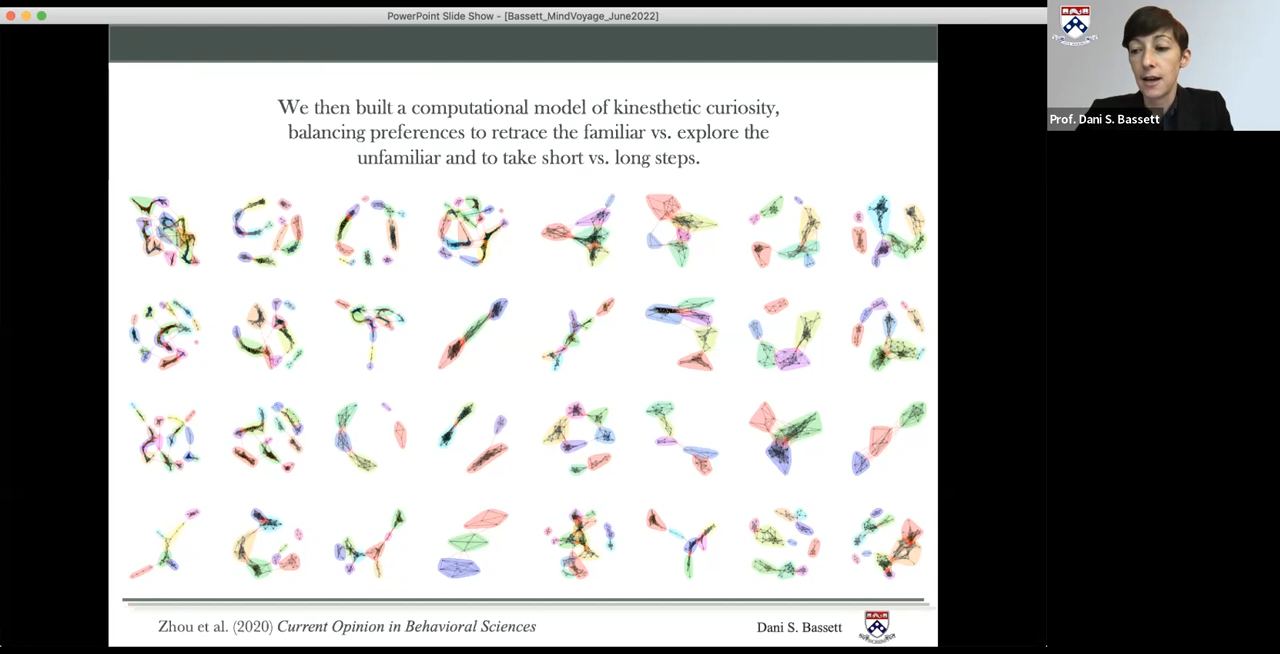 PowerPoint Slide Show - [Bassett_MindVoyage_June2022]
Prof. Dani S. Bassett
We then built a computational model of kinesthetic curiosity,
balancing preferences to retrace the familiar vs. explore the
unfamiliar and to take short vs. long steps.
Zhou et al. (2020) Current Opinion in Behavioral Sciences
Dani S. Bassett